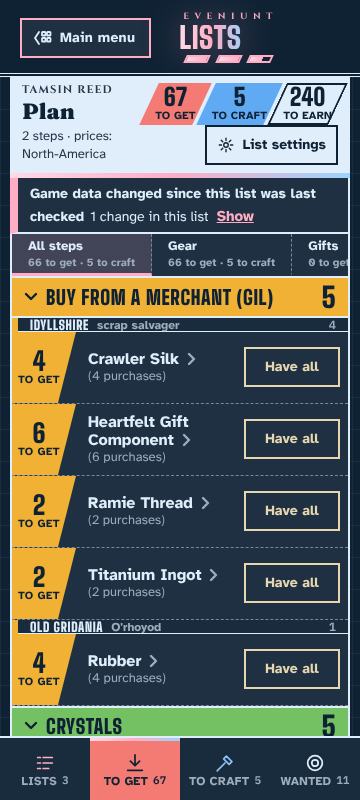 Main menu
EVENIUNT
LISTS
TAMSIN REED
Plan
2 steps · prices:
North-America
67
TO GET
5
TO CRAFT
240
TO EARN
List settings
Game data changed since this list was last
checked 1 change in this list Show
All steps
66 to get · 5 to craft
Gear
66 to get · 5 to craft
Gifts
0 to get
BUY FROM A MERCHANT (GIL) 5
IDYLLSHIRE scrap salvager 4
4
TO GET
Crawler Silk
(4 purchases)
Have all
6
TO GET
Heartfelt Gift
Component
(6 purchases)
Have all
2
TO GET
Ramie Thread
(2 purchases)
Have all
2
TO GET
Titanium Ingot
(2 purchases)
Have all
OLD GRIDANIA O'rhoyod 1
4
TO GET
Rubber
(4 purchases)
Have all
CRYSTALS 5
LISTS 3
TO GET 67
TO CRAFT 5
WANTED 11